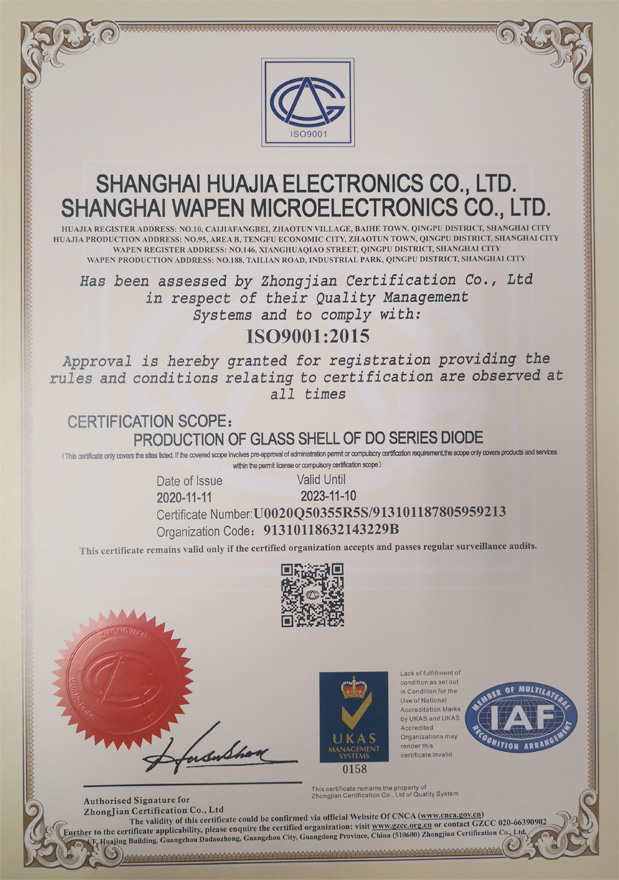 ISO9001
SHANGHAI HUAJIA ELECTRONICS CO., LTD.
SHANGHAI WAPEN MICROELECTRONICS CO., LTD.
HUAJIA REGISTER ADDRESS: NO.10, CAIJIAFANGBEI, ZHAOTUN VILLAGE, BAIHE TOWN, QINGPU DISTRICT, SHANGHAI CITY
HUAJIA PRODUCTION ADDRESS: NO.95, AREA B, TENGFU ECONOMIC CITY, ZHAOTUN TOWN, QINGPU DISTRICT, SHANGHAI CITY
WAPEN REGISTER ADDRESS: NO.146, XIANGHUAQIAO STREET, QINGPU DISTRICT, SHANGHAI CITY
WAPEN PRODUCTION ADDRESS: NO.188, TAILIAN ROAD, INDUSTRIAL PARK, QINGPU DISTRICT, SHANGHAI CITY
Has been assessed by Zhongjian Certification Co., Ltd
in respect of their Quality Management
Systems and to comply with:
ISO9001:2015
Approval is hereby granted for registration providing the
rules and conditions relating to certification are observed at
all times
CERTIFICATION SCOPE:
PRODUCTION OF GLASS SHELL OF DO SERIES DIODE
(This certificate only covers the sites listed. If the covered scope involves pre-approval of administration permit or compulsory certification requirement,the scope only covers products and services
within the permit license or compulsory certification scope.)
Date of Issue Valid Until
2020-11-11 2023-11-10
Certificate Number:U0020Q50355R5S/913101187805959213
Organization Code: 91310118632143229B
This certificate remains valid only if the certified organization accepts and passes regular surveillance audits.
UKAS
MANAGEMENT
SYSTEMS
0158
Lack of fulfillment of
condition as set out
in Condition for the
Use of National
Accreditation Marks
by UKAS and UKAS
Accredited
Organizations may
render this
certificate invalid
MEMBER OF MULTILATERAL
IAF
RECOGNITION ARRANGEMENT
This certificate remains the property of
Zhongjian Certification Co., Ltd of Quality System
Authorised Signature for
ZhongJian Certification Co., Ltd
The validity of this certificate could be confirmed via official Website Of CNCA (www.cnca.gov.cn)
Further to the certificate applicability, please enquire the certified organization: visit www.gzcc.org.cn or contact GZCC 020-66390902
/F, Huajing Building, Guangzhou Dadaozhong, Guangzhou City, Guangdong Province, China (510600) Zhongjian Certification Co., Ltd.